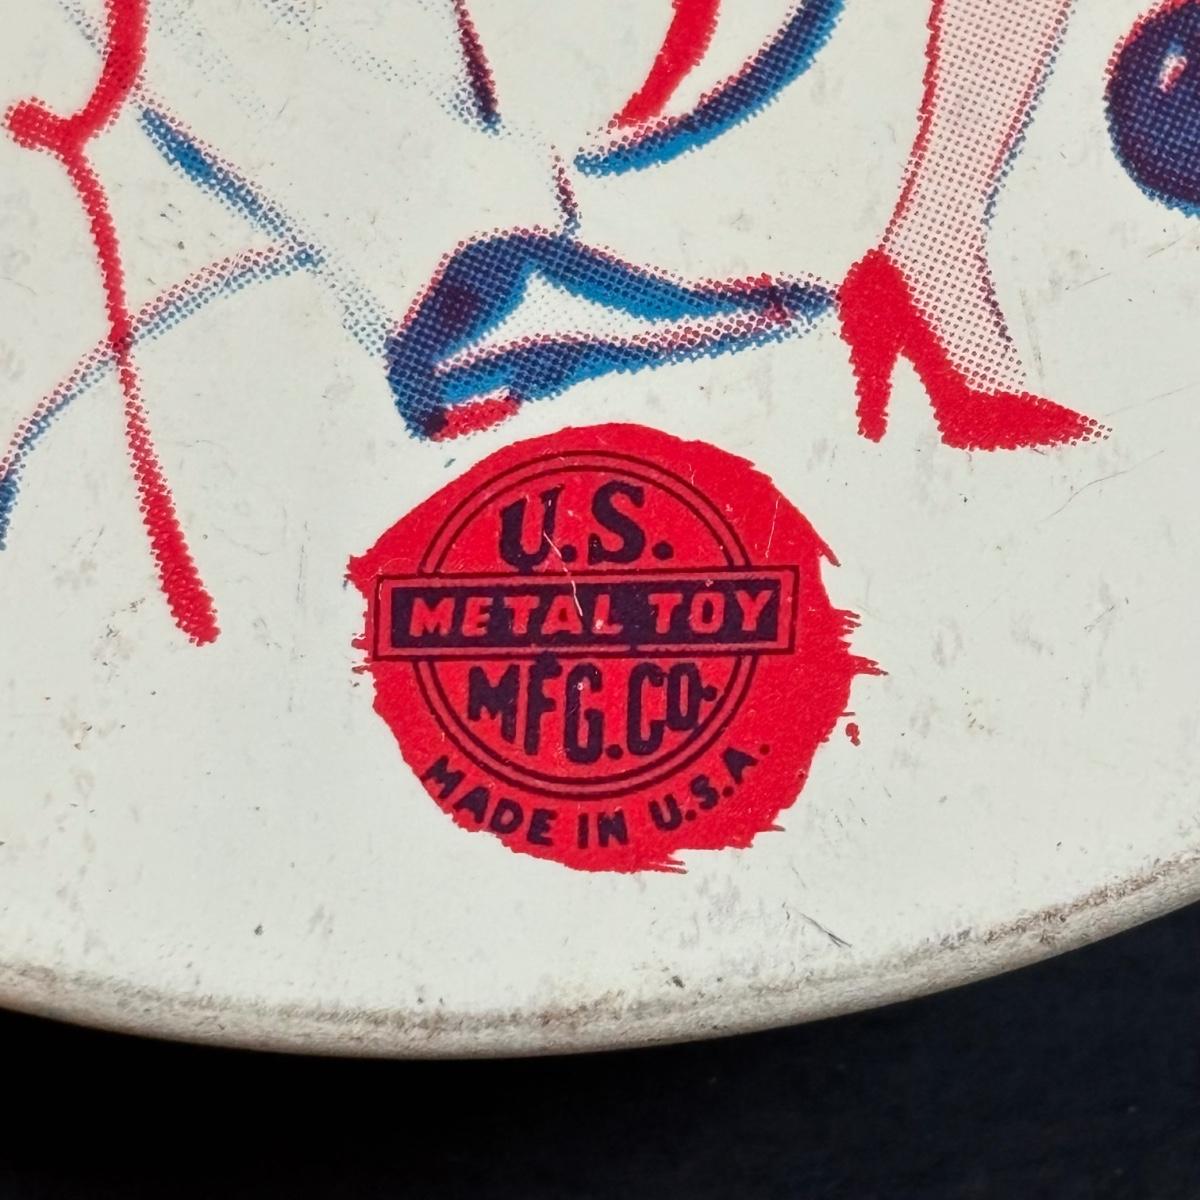 U.S.
METAL TOY
MFG. CO.
MADE IN U.S.A.